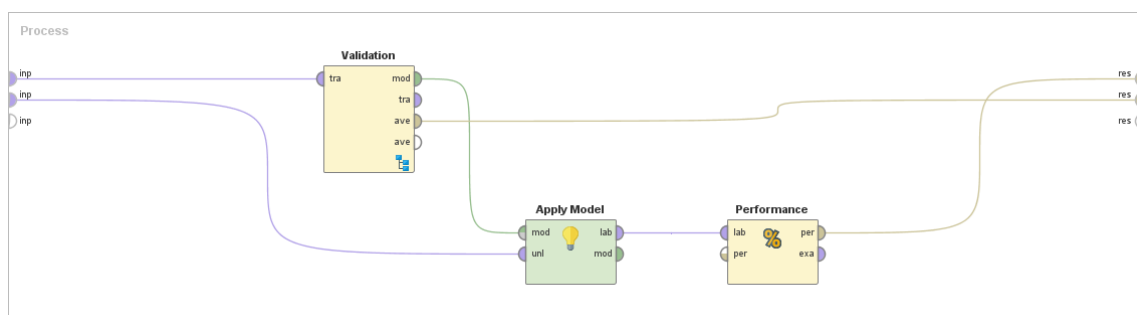 Process
Validation
inp tra mod res
inp tra res
inp ave res
ave
Apply Model Performance
mod lab lab per
unl mod per exa